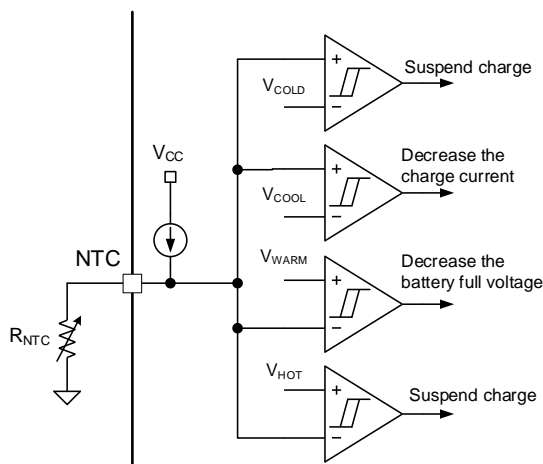 Suspend charge
+
VCOLD
−
Decrease the
charge current
VCC
+
VCOOL
−
NTC
Decrease the
battery full voltage
VWARM
+
−
RNTC
Suspend charge
VHOT
+
−